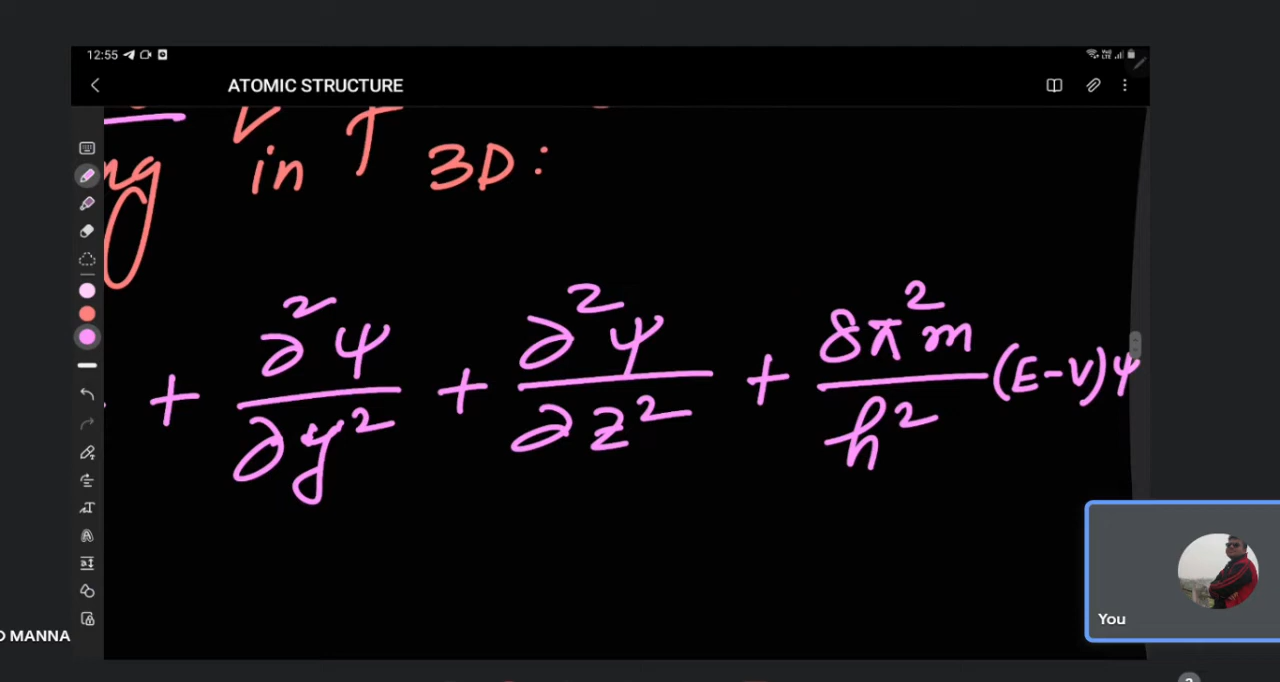 12:55
ATOMIC STRUCTURE
in 3D:
+ ∂²ψ/∂y² + ∂²ψ/∂z² + 8π²m/h² (E-V)ψ
You
MANNA